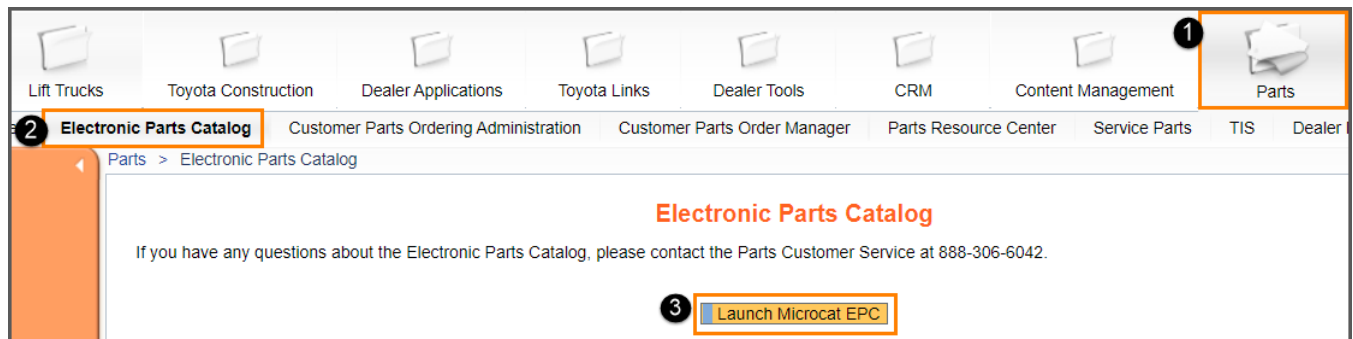 1
Lift Trucks Toyota Construction Dealer Applications Toyota Links Dealer Tools CRM Content Management Parts
2 Electronic Parts Catalog Customer Parts Ordering Administration Customer Parts Order Manager Parts Resource Center Service Parts TIS Dealer
Parts > Electronic Parts Catalog
Electronic Parts Catalog
If you have any questions about the Electronic Parts Catalog, please contact the Parts Customer Service at 888-306-6042.
3 Launch Microcat EPC